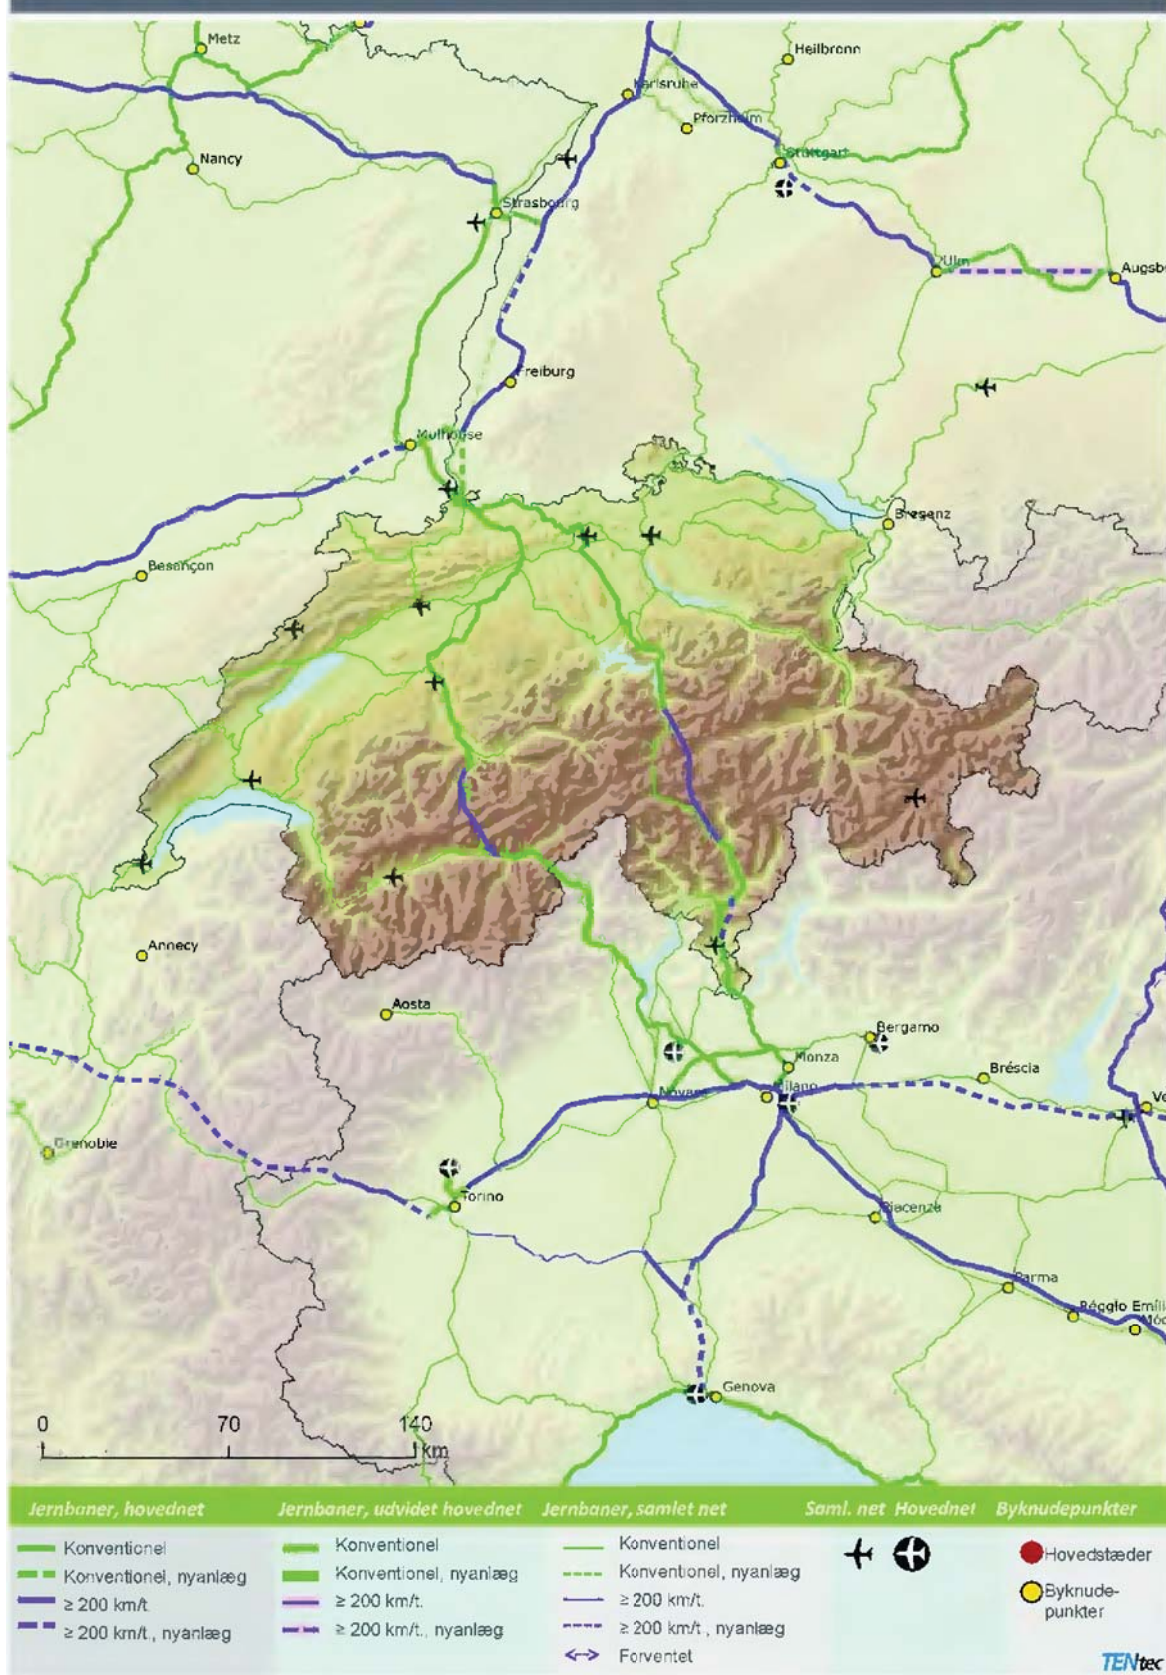 Metz
Heilbronn
Karlsruhe
Pforzheim
Nancy
Stuttgart
Strasbourg
Ulm
Augsb
Freiburg
Mulhouse
Bregenz
Besançon
Annecy
Aosta
Bergamo
Monza
Bréscia
Novara
Milano
Ve
Grenoble
Torino
Piacenza
Parma
Réggio Emili
Mód
Genova
0 70 140
km
Jernbaner, hovednet
Konventionel
Konventionel, nyanlæg
≥ 200 km/t.
≥ 200 km/t., nyanlæg
Jernbaner, udvidet hovednet
Konventionel
Konventionel, nyanlæg
≥ 200 km/t.
≥ 200 km/t., nyanlæg
Jernbaner, samlet net
Konventionel
Konventionel, nyanlæg
≥ 200 km/t.
≥ 200 km/t., nyanlæg
Forventet
Saml. net Hovednet
Byknudepunkter
Hovedstæder
Byknude-
punkter
TENtec